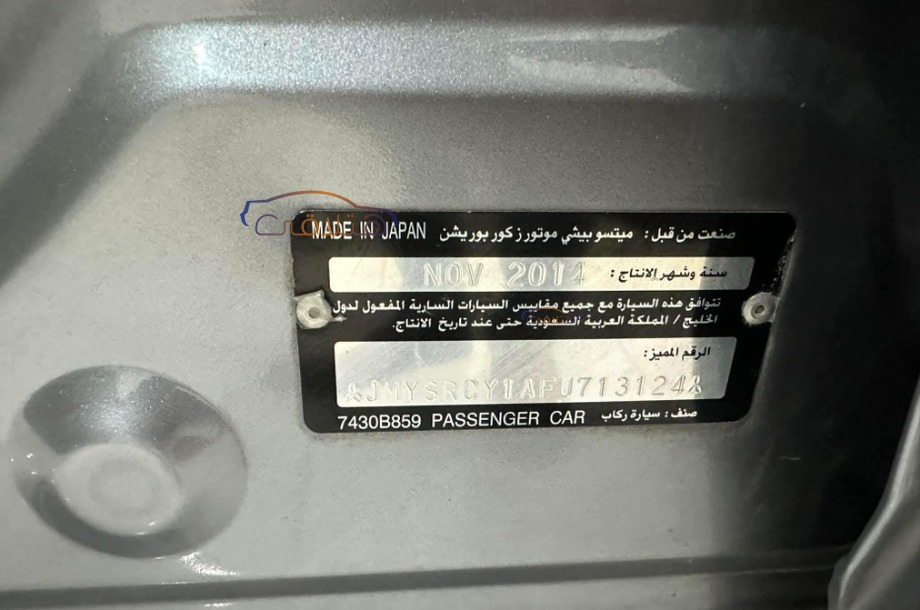 متلاقى
صنعت من قبل : ميتسوبيشي موتورز كوربوريشن MADE IN JAPAN
سنة وشهر الانتاج : NOV 2014
تتوافق هذه السيارة مع جميع مقاييس السيارات السارية المفعول لدول
الخليج / المملكة العربية السعودية حتى عند تاريخ الانتاج.
الرقم المميز :
JMYSRCY1AFU713124
صنف : سيارة ركاب 7430B859 PASSENGER CAR